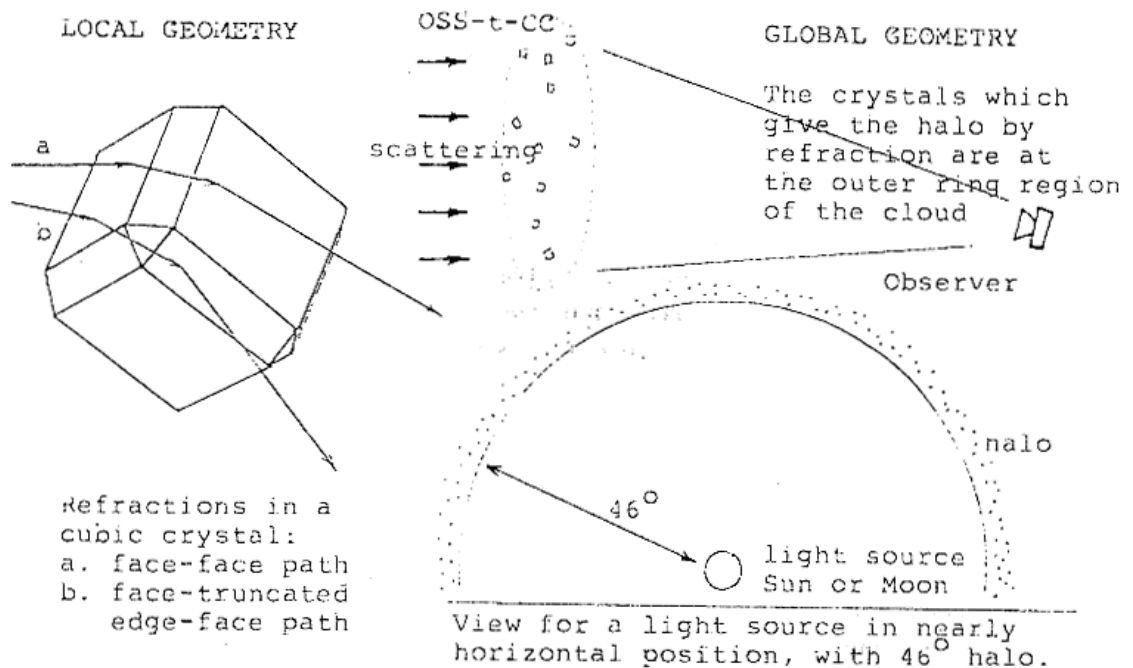 LOCAL GEOMETRY
a
b
Refractions in a
cubic crystal:
a. face-face path
b. face-truncated
edge-face path
OSS-t-CC
scattering
GLOBAL GEOMETRY
The crystals which
give the halo by
refraction are at
the outer ring region
of the cloud
Observer
halo
46°
light source
Sun or Moon
View for a light source in nearly
horizontal position, with 46° halo.